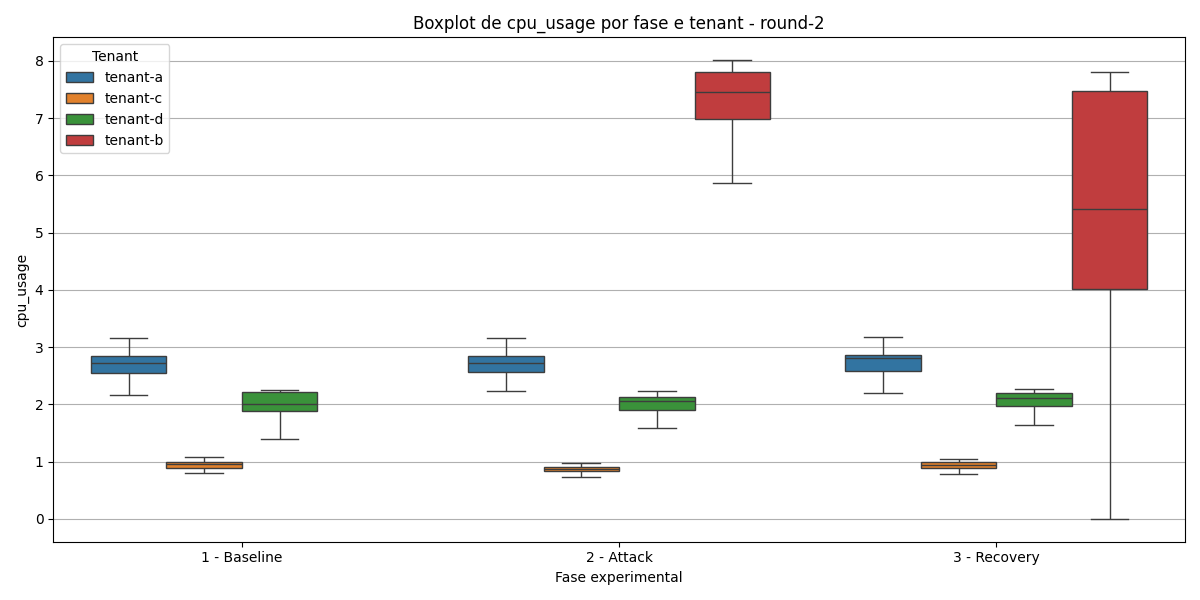 Boxplot de cpu_usage por fase e tenant - round-2
Tenant
tenant-a
tenant-c
tenant-d
tenant-b
cpu_usage
8
7
6
5
4
3
2
1
0
1 - Baseline
2 - Attack
3 - Recovery
Fase experimental